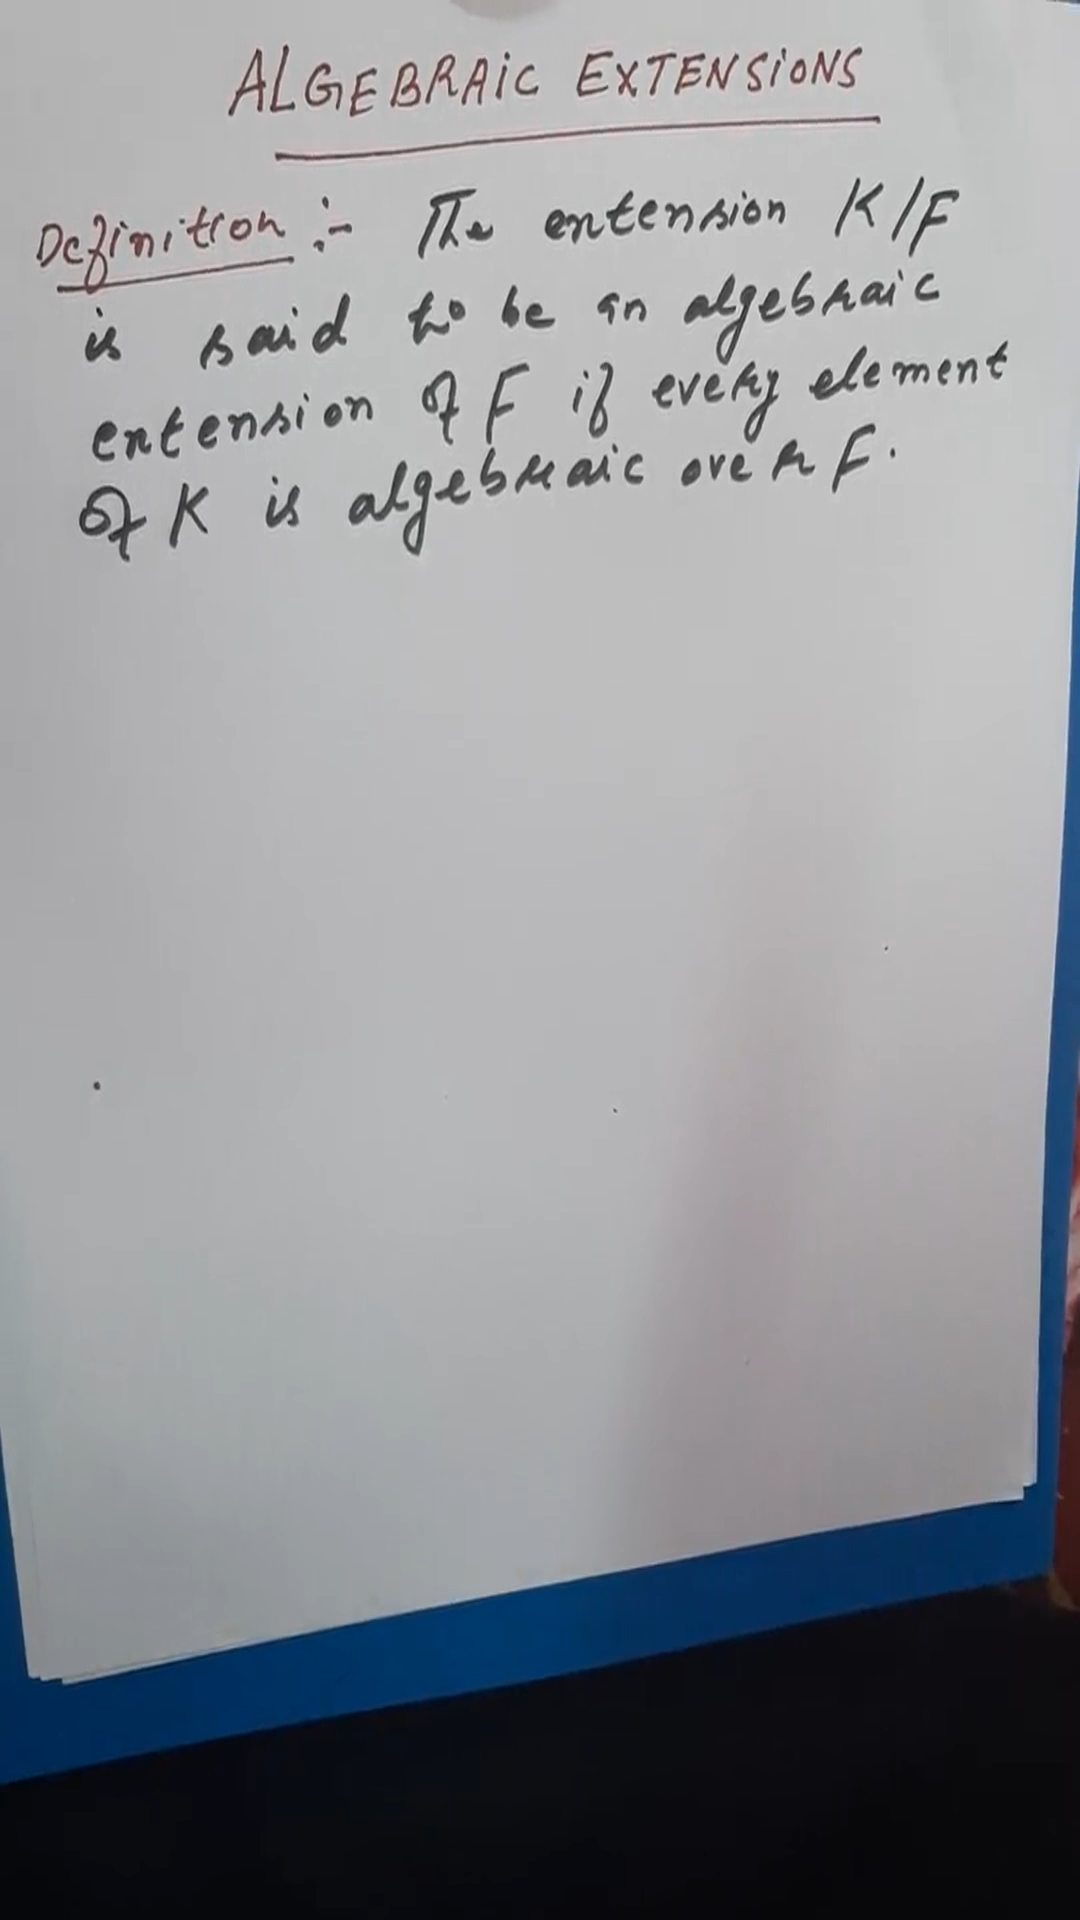 ALGEBRAiC EXTENSiONS
Definition :- The extension K/F
is said to be an algebraic
extension of F if every element
of K is algebraic over F.